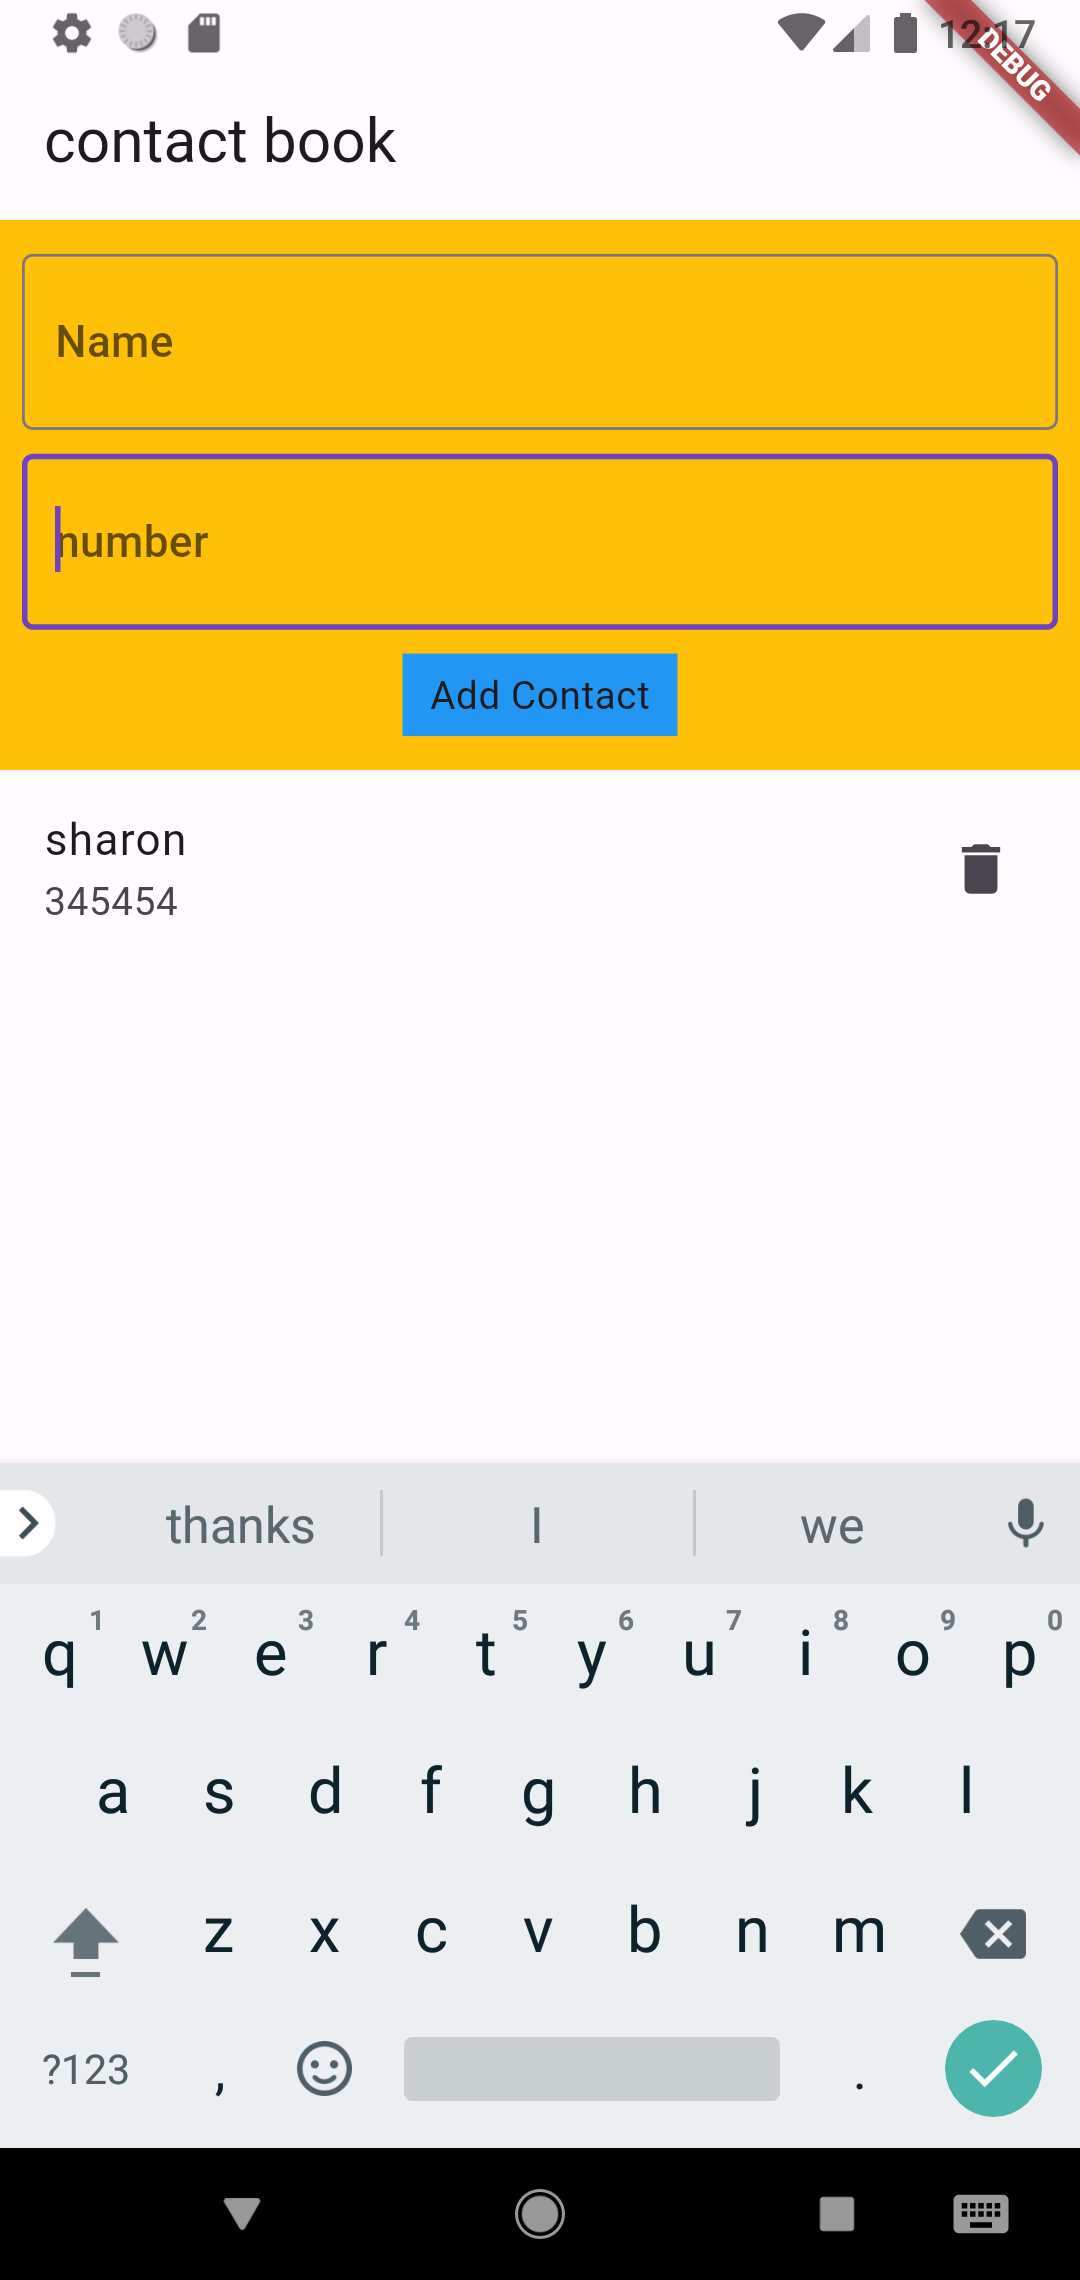 12:17
DEBUG
contact book
Name
number
Add Contact
sharon
345454
thanks I we
1 2 3 4 5 6 7 8 9 0
q w e r t y u i o p
a s d f g h j k l
z x c v b n m
?123 , .